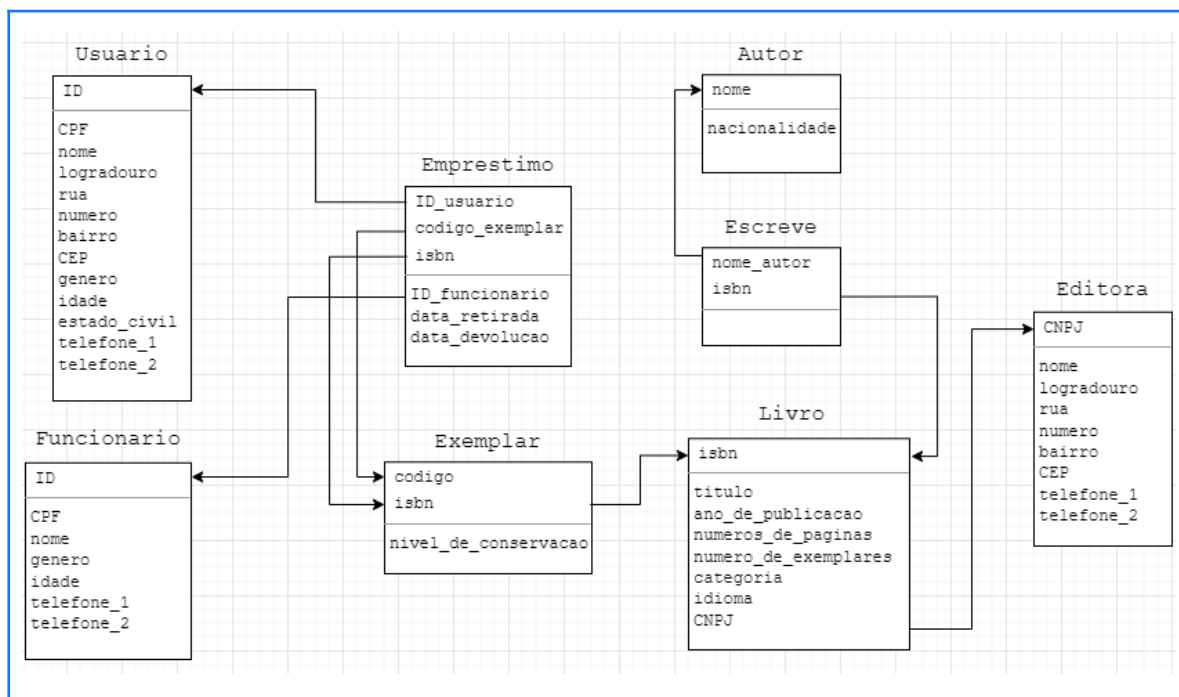 Usuario
ID
CPF
nome
logradouro
rua
numero
bairro
CEP
genero
idade
estado_civil
telefone_1
telefone_2
Funcionario
ID
CPF
nome
genero
idade
telefone_1
telefone_2
Emprestimo
ID_usuario
codigo_exemplar
isbn
ID_funcionario
data_retirada
data_devolucao
Exemplar
codigo
isbn
nivel_de_conservacao
Autor
nome
nacionalidade
Escreve
nome_autor
isbn
Livro
isbn
titulo
ano_de_publicacao
numeros_de_paginas
numero_de_exemplares
categoria
idioma
CNPJ
Editora
CNPJ
nome
logradouro
rua
numero
bairro
CEP
telefone_1
telefone_2